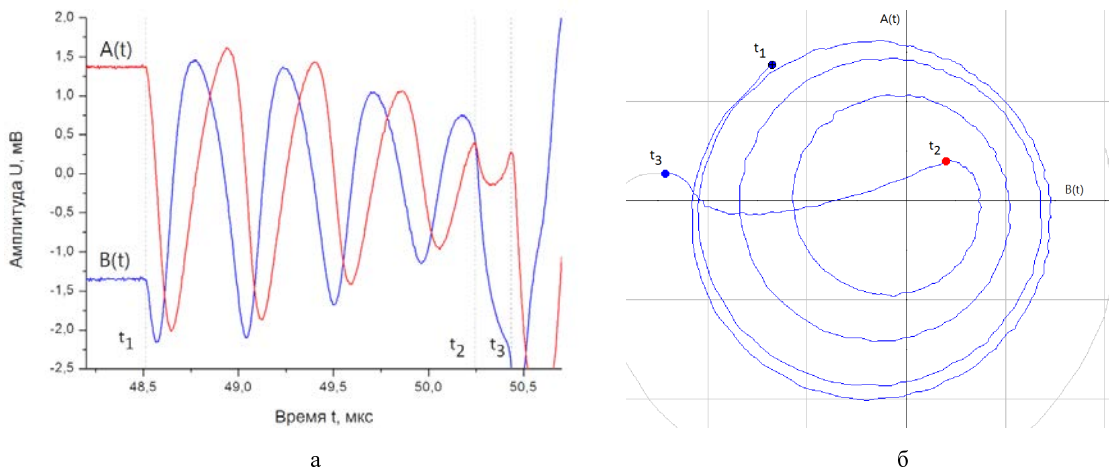 Амплитуда U, мВ
2,0
1,5
1,0
0,5
0,0
-0,5
-1,0
-1,5
-2,0
-2,5
A(t)
B(t)
t1
t2
t3
48,5
49,0
49,5
50,0
50,5
Время t, мкс
а
A(t)
t1
t3
t2
B(t)
б